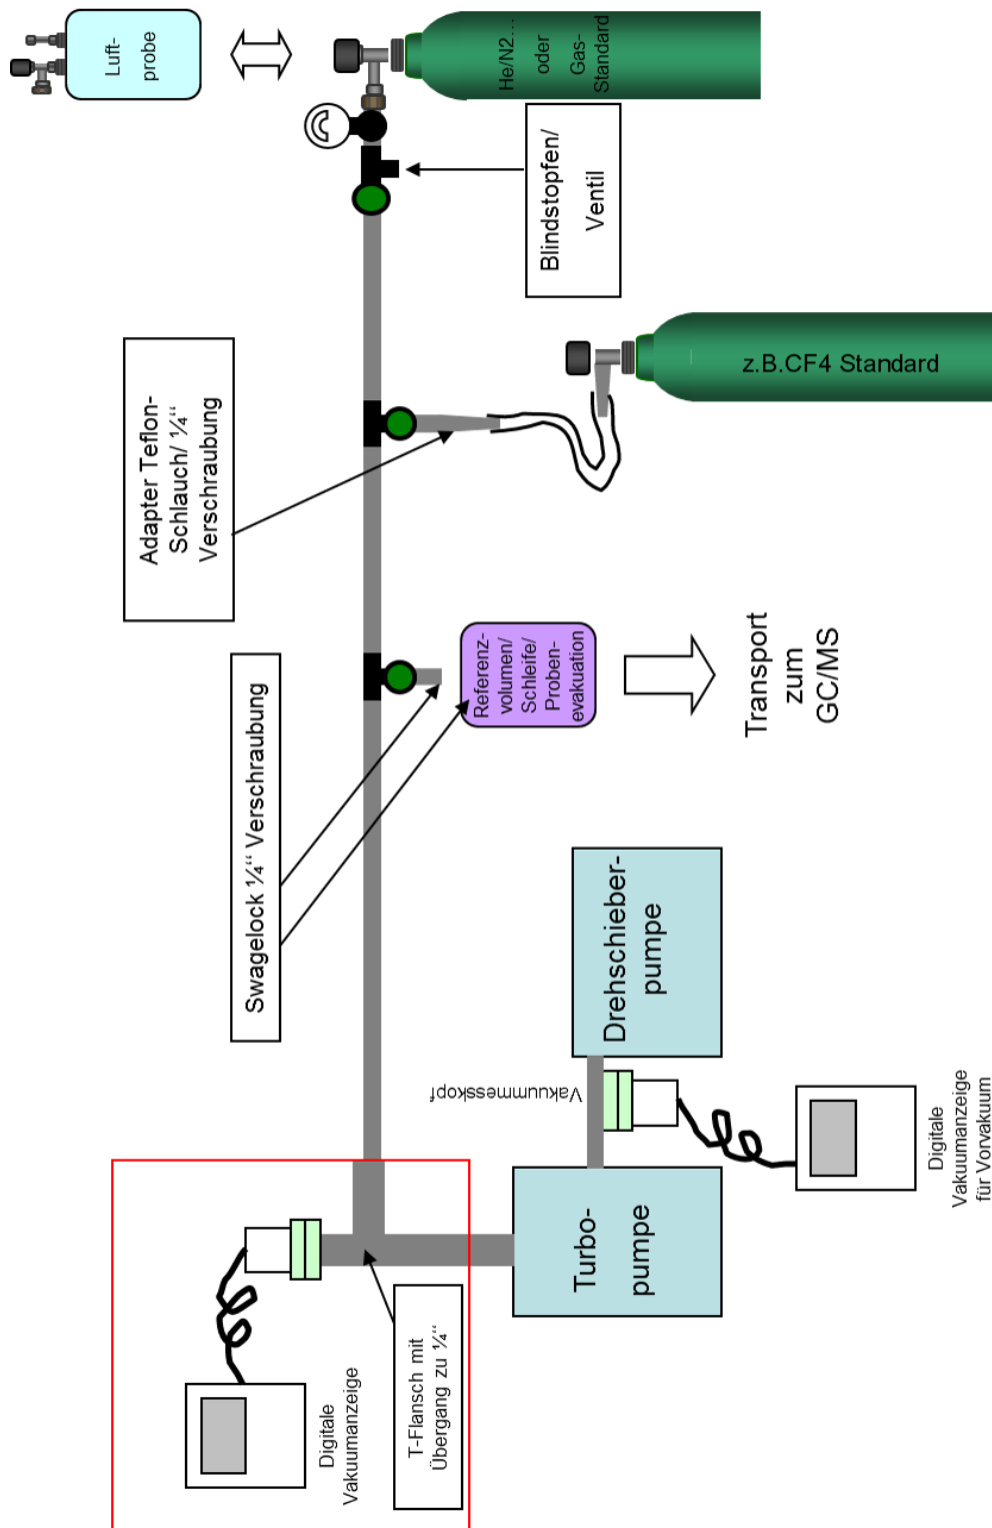 Luft-
probe
He/N2...
oder
Gas-
Standard
Blindstopfen/
Ventil
z.B.CF4 Standard
Adapter Teflon-
Schlauch/ ¼“
Verschraubung
Swagelock ¼“ Verschraubung
Referenz-
volumen/
Schleife/
Proben-
evakuation
Transport
zum
GC/MS
Drehschieber-
pumpe
Vakuummesskopf
Turbo-
pumpe
Digitale
Vakuumanzeige
für Vorvakuum
T-Flansch mit
Übergang zu ¼“
Digitale
Vakuumanzeige